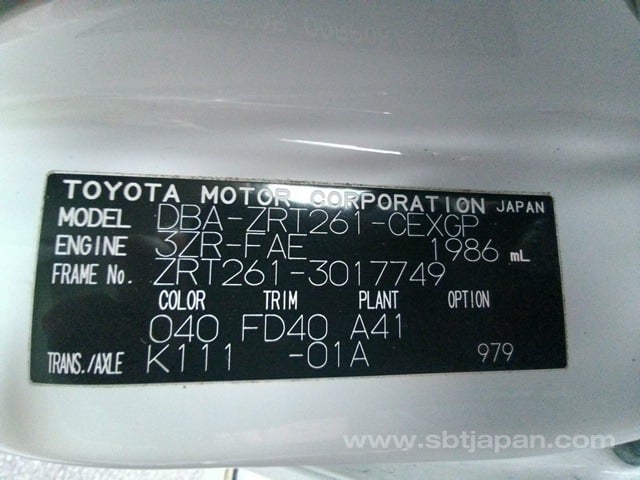 TOYOTA MOTOR CORPORATION JAPAN
MODEL DBA-ZRT261-CEXGP
ENGINE 3ZR-FAE 1986 mL
FRAME No. ZRT261-3017749
COLOR TRIM PLANT OPTION
040 FD40 A41
TRANS./AXLE K111 -01A 979
www.sbtjapan.com